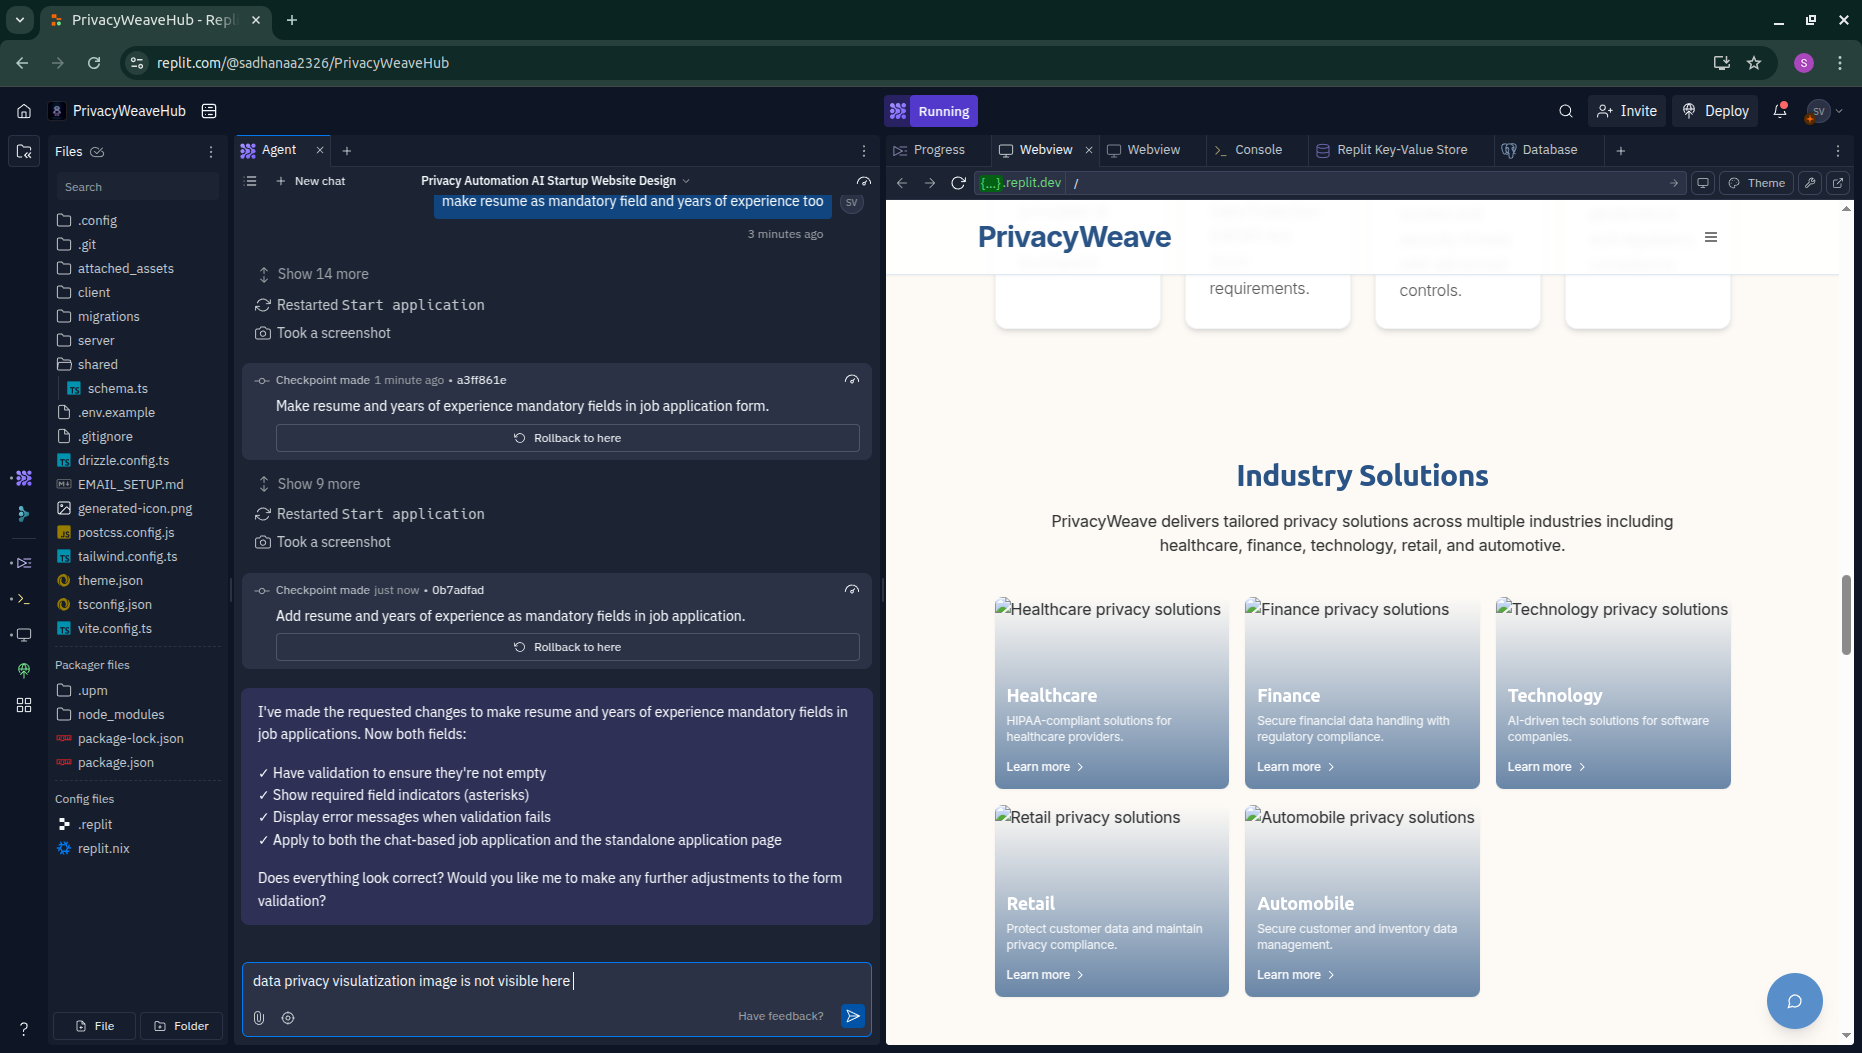 PrivacyWeaveHub - Repl
replit.com/@sadhanaa2326/PrivacyWeaveHub
S
PrivacyWeaveHub
Running
Invite
Deploy
SV
Files
Search
.config
.git
attached_assets
client
migrations
server
shared
schema.ts
.env.example
.gitignore
drizzle.config.ts
EMAIL_SETUP.md
generated-icon.png
postcss.config.js
tailwind.config.ts
theme.json
tsconfig.json
vite.config.ts
Packager files
.upm
node_modules
package-lock.json
package.json
Config files
.replit
replit.nix
File
Folder
Agent
New chat
Privacy Automation AI Startup Website Design
make resume as mandatory field and years of experience too
SV
3 minutes ago
Show 14 more
Restarted Start application
Took a screenshot
Checkpoint made 1 minute ago • a3ff861e
Make resume and years of experience mandatory fields in job application form.
Rollback to here
Show 9 more
Restarted Start application
Took a screenshot
Checkpoint made just now • 0b7adfad
Add resume and years of experience as mandatory fields in job application.
Rollback to here
I've made the requested changes to make resume and years of experience mandatory fields in
job applications. Now both fields:
✓ Have validation to ensure they're not empty
✓ Show required field indicators (asterisks)
✓ Display error messages when validation fails
✓ Apply to both the chat-based job application and the standalone application page
Does everything look correct? Would you like me to make any further adjustments to the form
validation?
data privacy visulatization image is not visible here
Have feedback?
Progress
Webview
Webview
Console
Replit Key-Value Store
Database
{...}.replit.dev
/
Theme
PrivacyWeave
requirements.
controls.
Industry Solutions
PrivacyWeave delivers tailored privacy solutions across multiple industries including
healthcare, finance, technology, retail, and automotive.
Healthcare privacy solutions
Healthcare
HIPAA-compliant solutions for
healthcare providers.
Learn more
Finance privacy solutions
Finance
Secure financial data handling with
regulatory compliance.
Learn more
Technology privacy solutions
Technology
AI-driven tech solutions for software
companies.
Learn more
Retail privacy solutions
Retail
Protect customer data and maintain
privacy compliance.
Learn more
Automobile privacy solutions
Automobile
Secure customer and inventory data
management.
Learn more